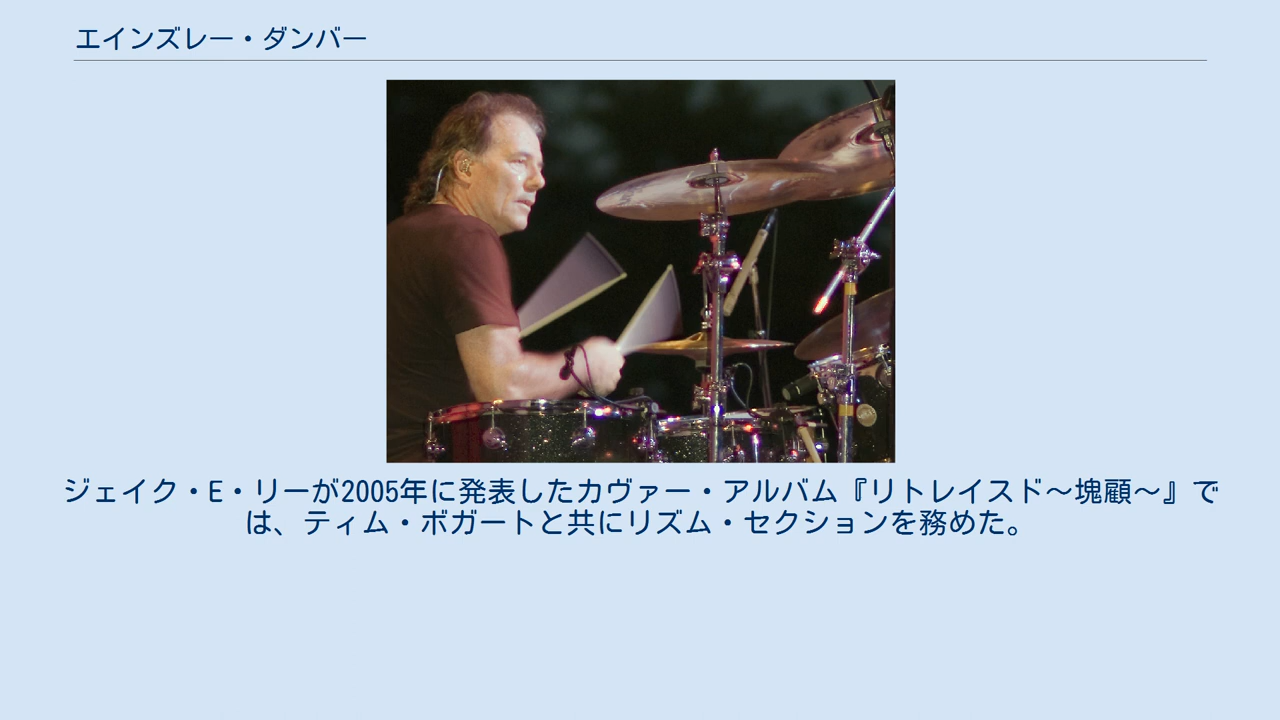 エインズレー・ダンバー
ジェイク・E・リーが2005年に発表したカヴァー・アルバム『リトレイスド〜塊顧〜』で
は、ティム・ボガートと共にリズム・セクションを務めた。